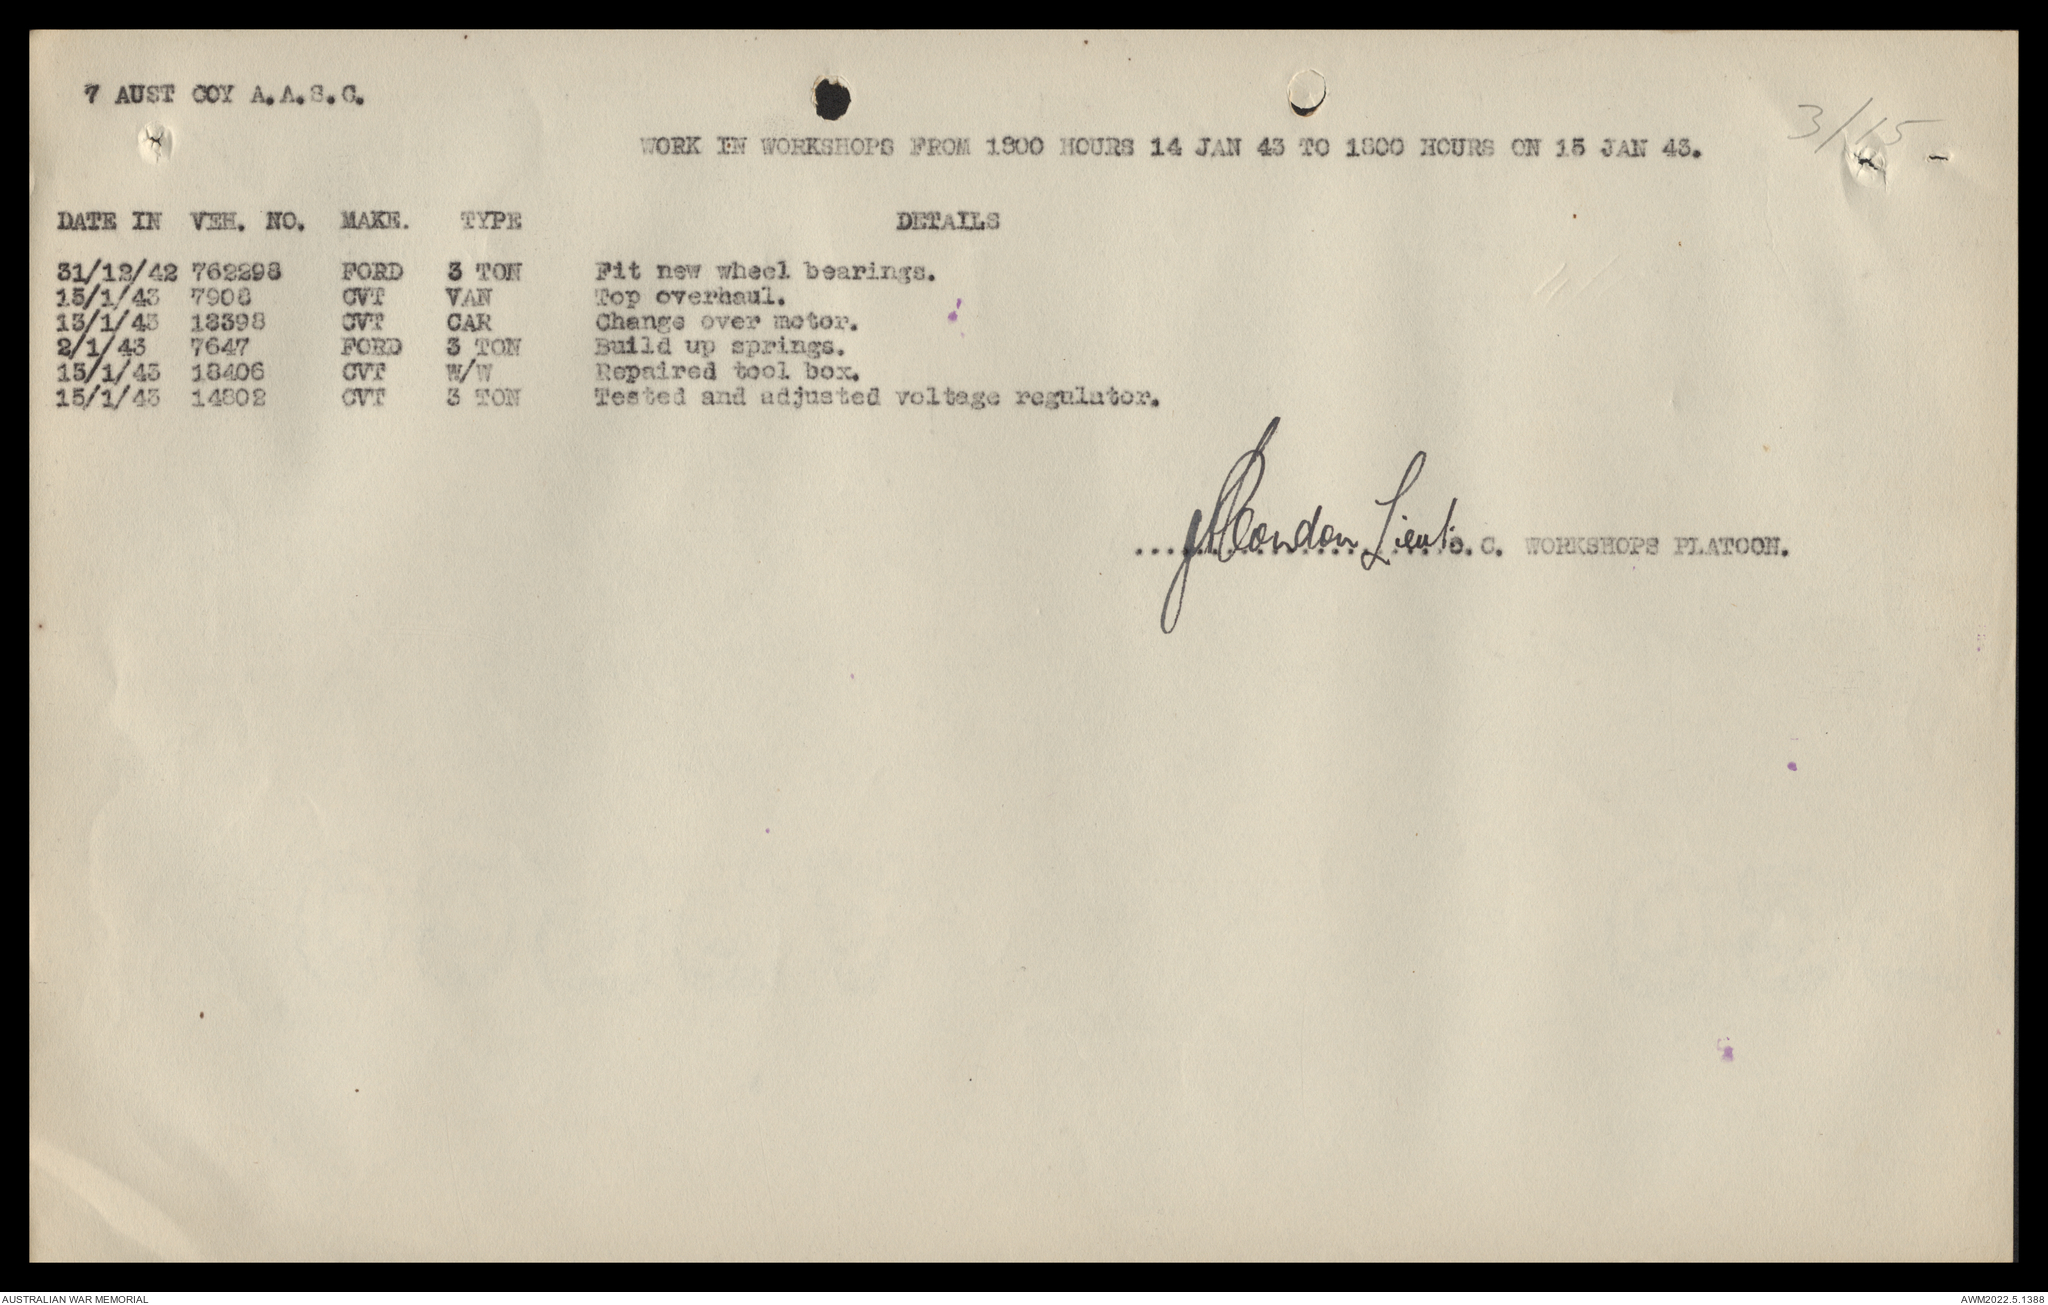 7 AUST COY A.A.S.C.
3/15
WORK IN WORKSHOPS FROM 1800 HOURS 14 JAN 43 TO 1800 HOURS ON 15 JAN 43.
DATE IN VEH. NO. MAKE. TYPE DETAILS
31/12/42 762298 FORD 3 TON Fit new wheel bearings.
15/1/43 7908 CVT VAN Top overhaul.
13/1/43 18398 CVT CAR Change over motor.
2/1/43 7647 FORD 3 TON Build up springs.
15/1/43 18406 CVT W/W Repaired tool box.
15/1/43 14802 CVT 3 TON Tested and adjusted voltage regulator.
Condon Lieut O.C. WORKSHOPS PLATOON.
AUSTRALIAN WAR MEMORIAL
AWM2022.5.1388